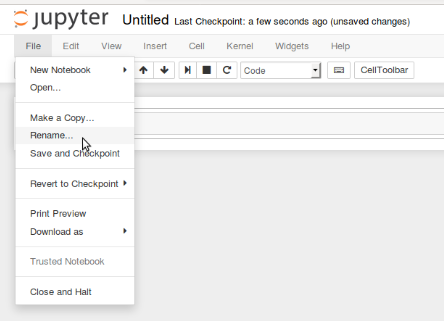 jupyter Untitled Last Checkpoint: a few seconds ago (unsaved changes)
File Edit View Insert Cell Kernel Widgets Help
Code CellToolbar
New Notebook
Open...
Make a Copy...
Rename...
Save and Checkpoint
Revert to Checkpoint
Print Preview
Download as
Trusted Notebook
Close and Halt